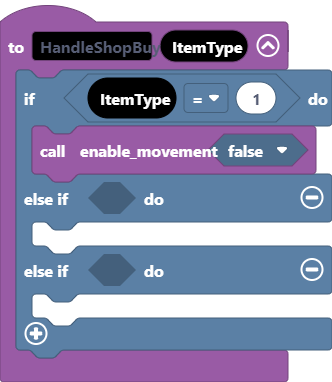 to HandleShopBuy ItemType
if ItemType = 1 do
call enable_movement false
else if do
else if do